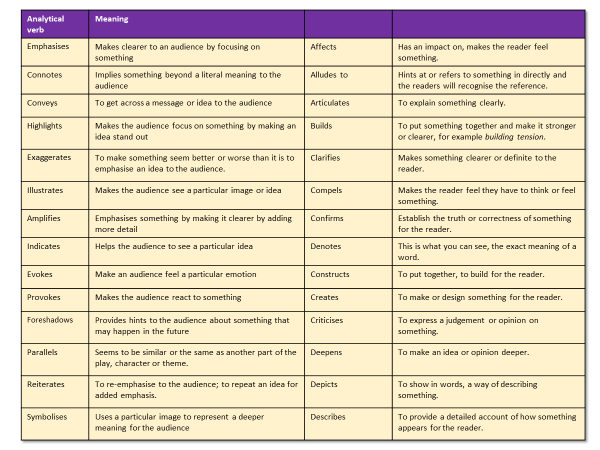 Analytical verb Meaning
Emphasises Makes clearer to an audience by focusing on something Affects Has an impact on, makes the reader feel something.
Connotes Implies something beyond a literal meaning to the audience Alludes to Hints at or refers to something in directly and the readers will recognise the reference.
Conveys To get across a message or idea to the audience Articulates To explain something clearly.
Highlights Makes the audience focus on something by making an idea stand out Builds To put something together and make it stronger or clearer, for example building tension.
Exaggerates To make something seem better or worse than it is to emphasise an idea to the audience. Clarifies Makes something clearer or definite to the reader.
Illustrates Makes the audience see a particular image or idea Compels Makes the reader feel they have to think or feel something.
Amplifies Emphasises something by making it clearer by adding more detail Confirms Establish the truth or correctness of something for the reader.
Indicates Helps the audience to see a particular idea Denotes This is what you can see, the exact meaning of a word.
Evokes Make an audience feel a particular emotion Constructs To put together, to build for the reader.
Provokes Makes the audience react to something Creates To make or design something for the reader.
Foreshadows Provides hints to the audience about something that may happen in the future Criticises To express a judgement or opinion on something.
Parallels Seems to be similar or the same as another part of the play, character or theme. Deepens To make an idea or opinion deeper.
Reiterates To re-emphasise to the audience; to repeat an idea for added emphasis. Depicts To show in words, a way of describing something.
Symbolises Uses a particular image to represent a deeper meaning for the audience Describes To provide a detailed account of how something appears for the reader.